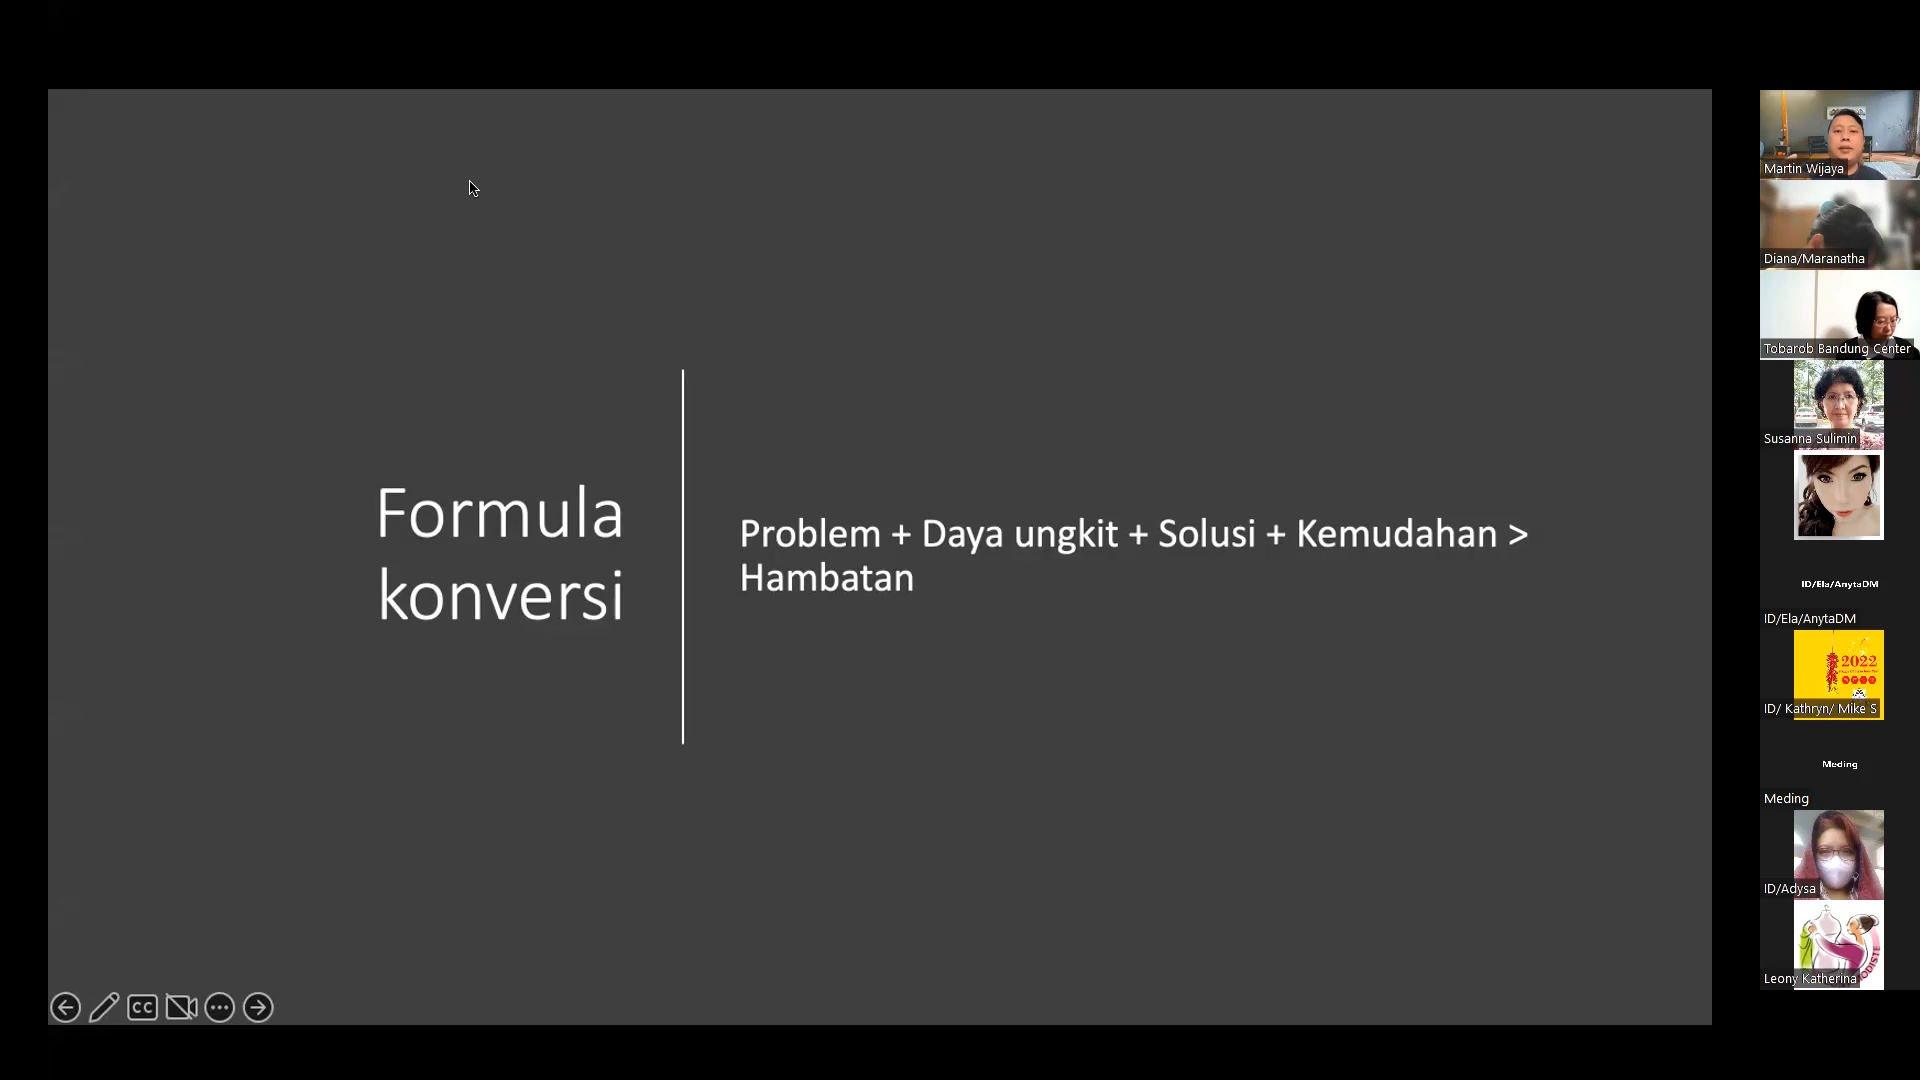 Formula
konversi
Problem + Daya ungkit + Solusi + Kemudahan >
Hambatan
CC
Martin Wijaya
Diana/Maranatha
Tobarob Bandung Center
Susanna Sulimin
ID/Ela/AnytaDM
ID/Ela/AnytaDM
2022
ID/ Kathryn/ Mike S
Meding
Meding
ID/Adysa
Leony Katherina